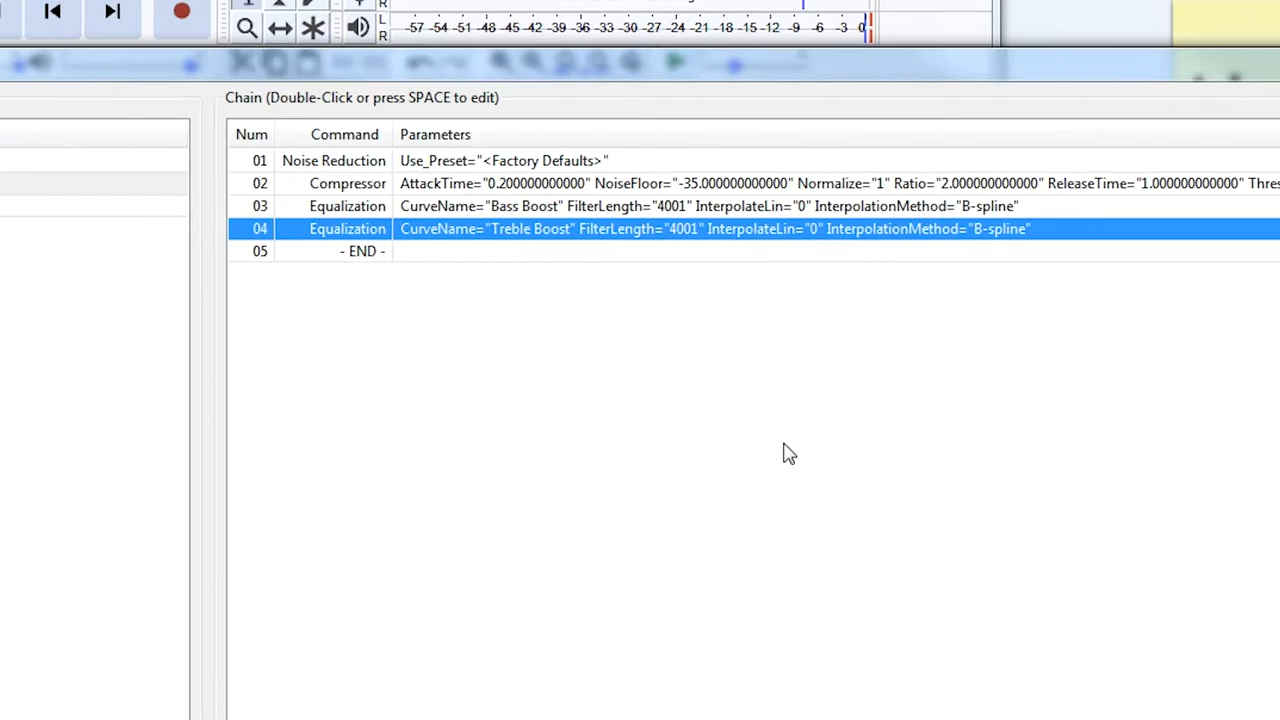 R
L
R
-57 -54 -51 -48 -45 -42 -39 -36 -33 -30 -27 -24 -21 -18 -15 -12 -9 -6 -3 0
Chain (Double-Click or press SPACE to edit)
Num Command Parameters
01 Noise Reduction Use_Preset="<Factory Defaults>"
02 Compressor AttackTime="0.200000000000" NoiseFloor="-35.000000000000" Normalize="1" Ratio="2.000000000000" ReleaseTime="1.000000000000" Thres
03 Equalization CurveName="Bass Boost" FilterLength="4001" InterpolateLin="0" InterpolationMethod="B-spline"
04 Equalization CurveName="Treble Boost" FilterLength="4001" InterpolateLin="0" InterpolationMethod="B-spline"
05 - END -